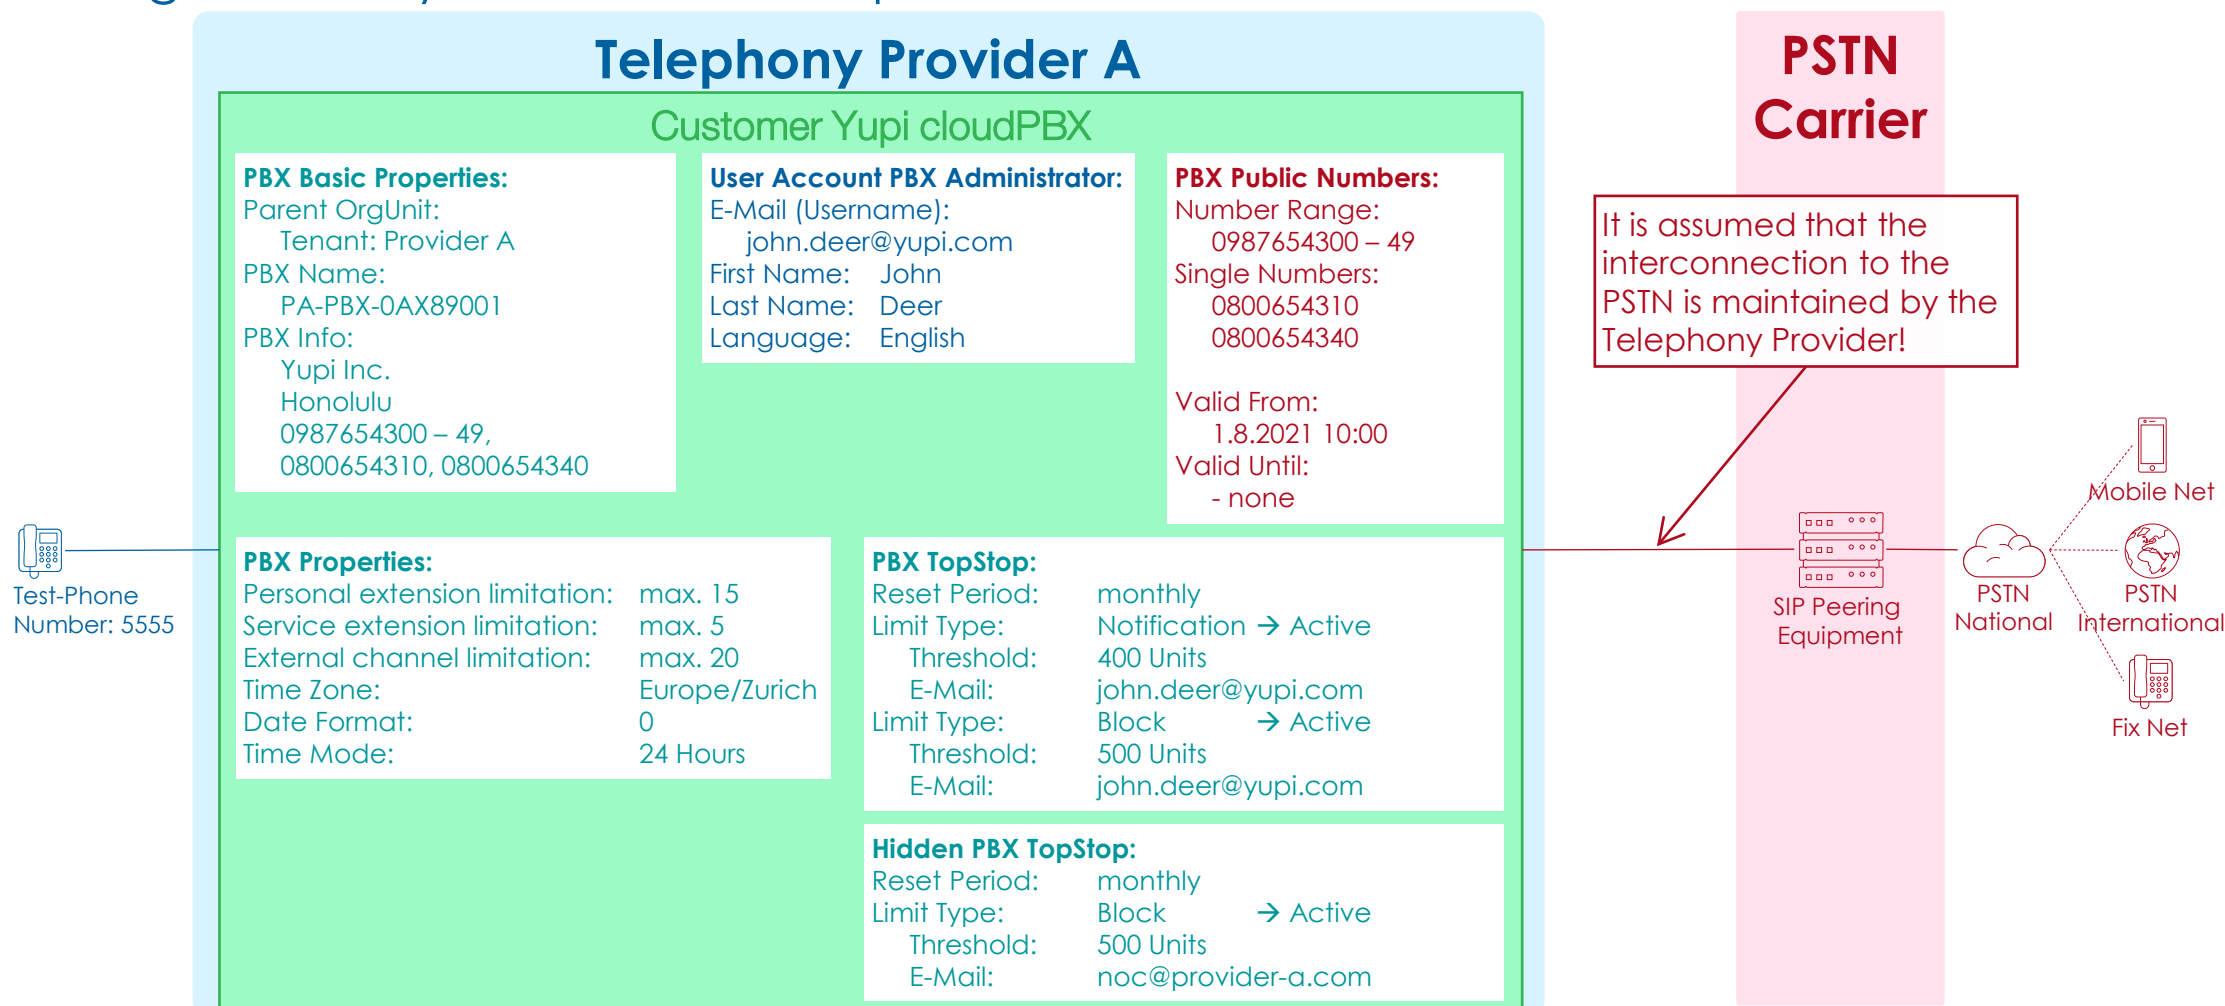 Telephony Provider A
Customer Yupi cloudPBX
PBX Basic Properties:
Parent OrgUnit:
Tenant: Provider A
PBX Name:
PA-PBX-0AX89001
PBX Info:
Yupi Inc.
Honolulu
0987654300 – 49,
0800654310, 0800654340
User Account PBX Administrator:
E-Mail (Username):
john.deer@yupi.com
First Name: John
Last Name: Deer
Language: English
PBX Public Numbers:
Number Range:
0987654300 – 49
Single Numbers:
0800654310
0800654340
Valid From:
1.8.2021 10:00
Valid Until:
- none
PBX Properties:
Personal extension limitation: max. 15
Service extension limitation: max. 5
External channel limitation: max. 20
Time Zone: Europe/Zurich
Date Format: 0
Time Mode: 24 Hours
PBX TopStop:
Reset Period: monthly
Limit Type: Notification → Active
Threshold: 400 Units
E-Mail: john.deer@yupi.com
Limit Type: Block → Active
Threshold: 500 Units
E-Mail: john.deer@yupi.com
Hidden PBX TopStop:
Reset Period: monthly
Limit Type: Block → Active
Threshold: 500 Units
E-Mail: noc@provider-a.com
Test-Phone
Number: 5555
PSTN
Carrier
It is assumed that the
interconnection to the
PSTN is maintained by the
Telephony Provider!
SIP Peering
Equipment
PSTN
National
Mobile Net
PSTN
International
Fix Net